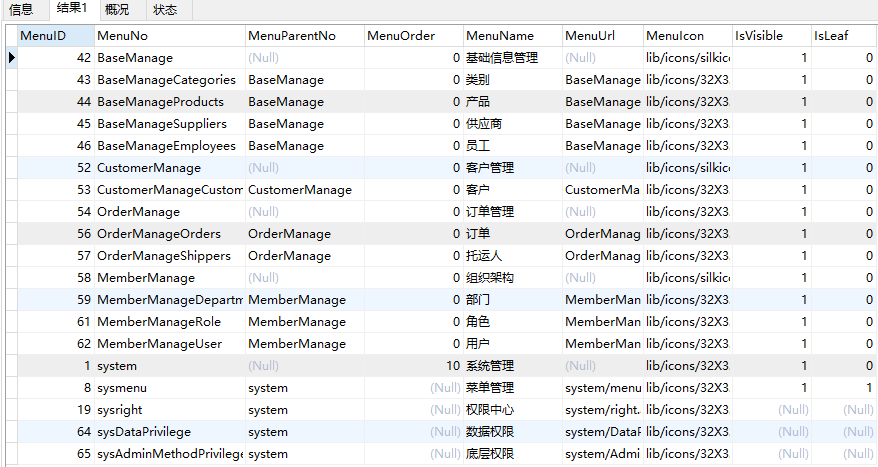 信息 结果1 概况 状态
MenuID MenuNo MenuParentNo MenuOrder MenuName MenuUrl MenuIcon IsVisible IsLeaf
42 BaseManage (Null) 0 基础信息管理 (Null) lib/icons/silkic 1 0
43 BaseManageCategories BaseManage 0 类别 BaseManage lib/icons/32X3 1 0
44 BaseManageProducts BaseManage 0 产品 BaseManage lib/icons/32X3 1 0
45 BaseManageSuppliers BaseManage 0 供应商 BaseManage lib/icons/32X3 1 0
46 BaseManageEmployees BaseManage 0 员工 BaseManage lib/icons/32X3 1 0
52 CustomerManage (Null) 0 客户管理 (Null) lib/icons/silkic 1 0
53 CustomerManageCustom CustomerManage 0 客户 CustomerMa lib/icons/32X3 1 0
54 OrderManage (Null) 0 订单管理 (Null) lib/icons/32X3 1 0
56 OrderManageOrders OrderManage 0 订单 OrderManag lib/icons/32X3 1 0
57 OrderManageShippers OrderManage 0 托运人 OrderManag lib/icons/32X3 1 0
58 MemberManage (Null) 0 组织架构 (Null) lib/icons/silkic 1 0
59 MemberManageDepartm MemberManage 0 部门 MemberMan lib/icons/32X3 1 0
61 MemberManageRole MemberManage 0 角色 MemberMan lib/icons/32X3 1 0
62 MemberManageUser MemberManage 0 用户 MemberMan lib/icons/32X3 1 0
1 system (Null) 10 系统管理 (Null) lib/icons/32X3 1 0
8 sysmenu system (Null) 菜单管理 system/menu lib/icons/32X3 1 1
19 sysright system (Null) 权限中心 system/right. lib/icons/32X3 (Null) (Null)
64 sysDataPrivilege system (Null) 数据权限 system/DataP lib/icons/32X3 (Null) (Null)
65 sysAdminMethodPrivilege system (Null) 底层权限 system/Admi lib/icons/32X3 (Null) (Null)